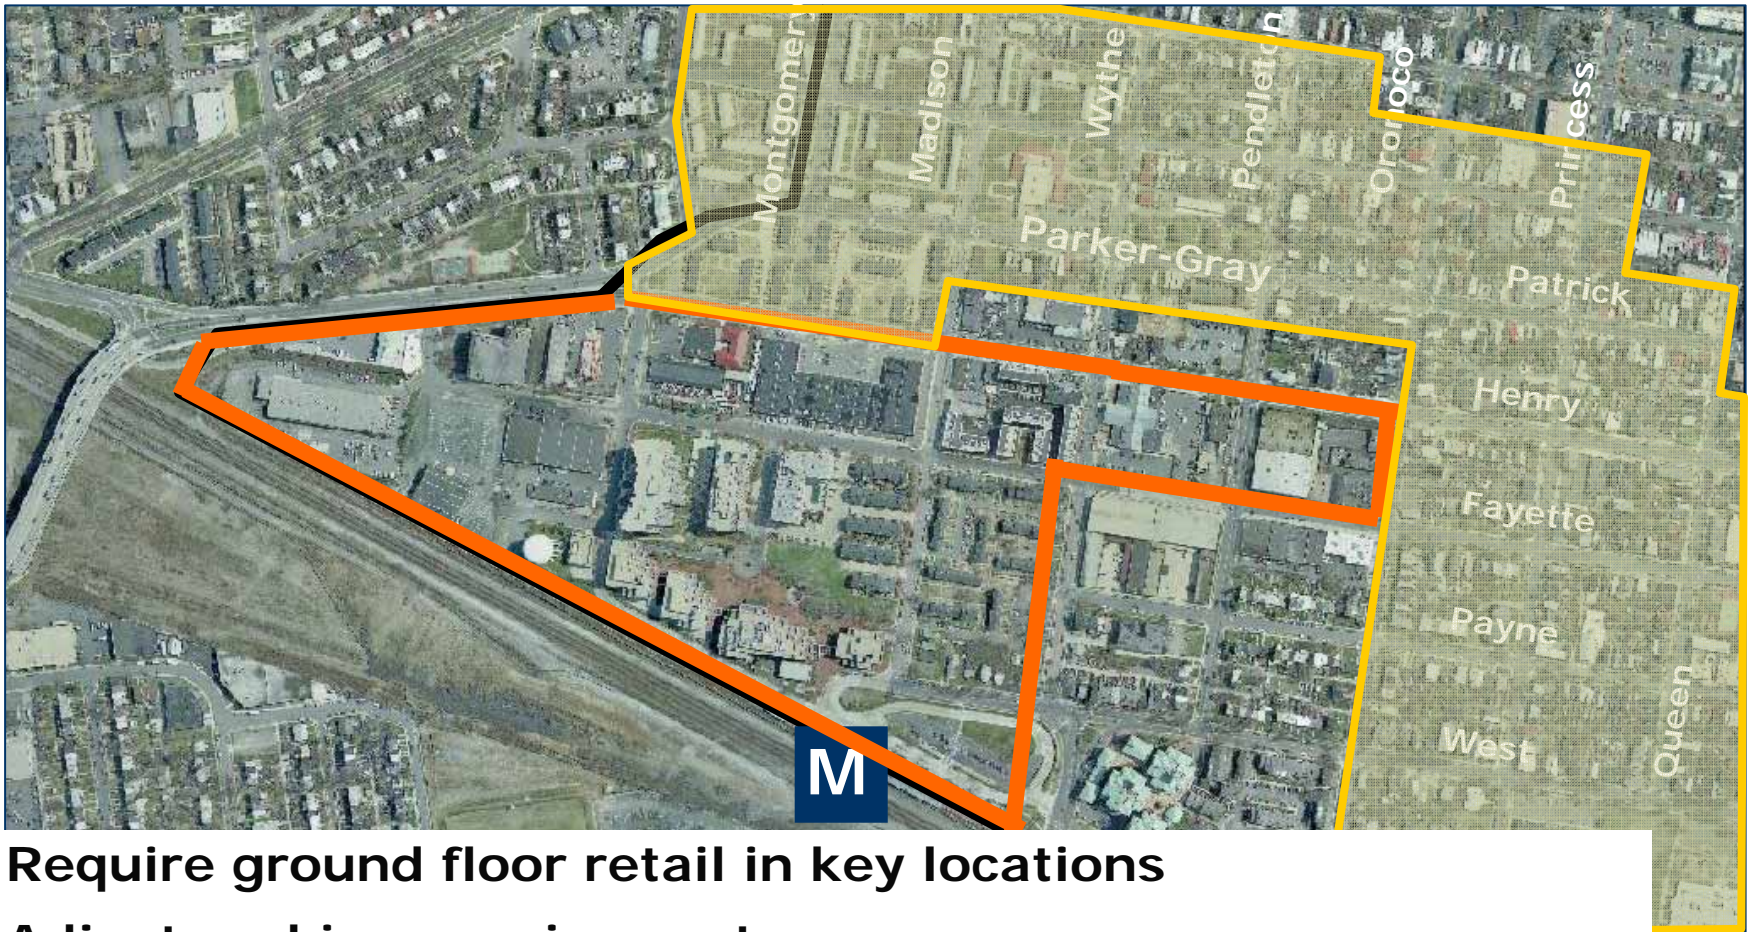 Montgomery
Madison
Wythe
Pendleton
Oronoco
Princess
Parker-Gray
Patrick
Henry
Fayette
Payne
West
Queen
M
Require ground floor retail in key locations